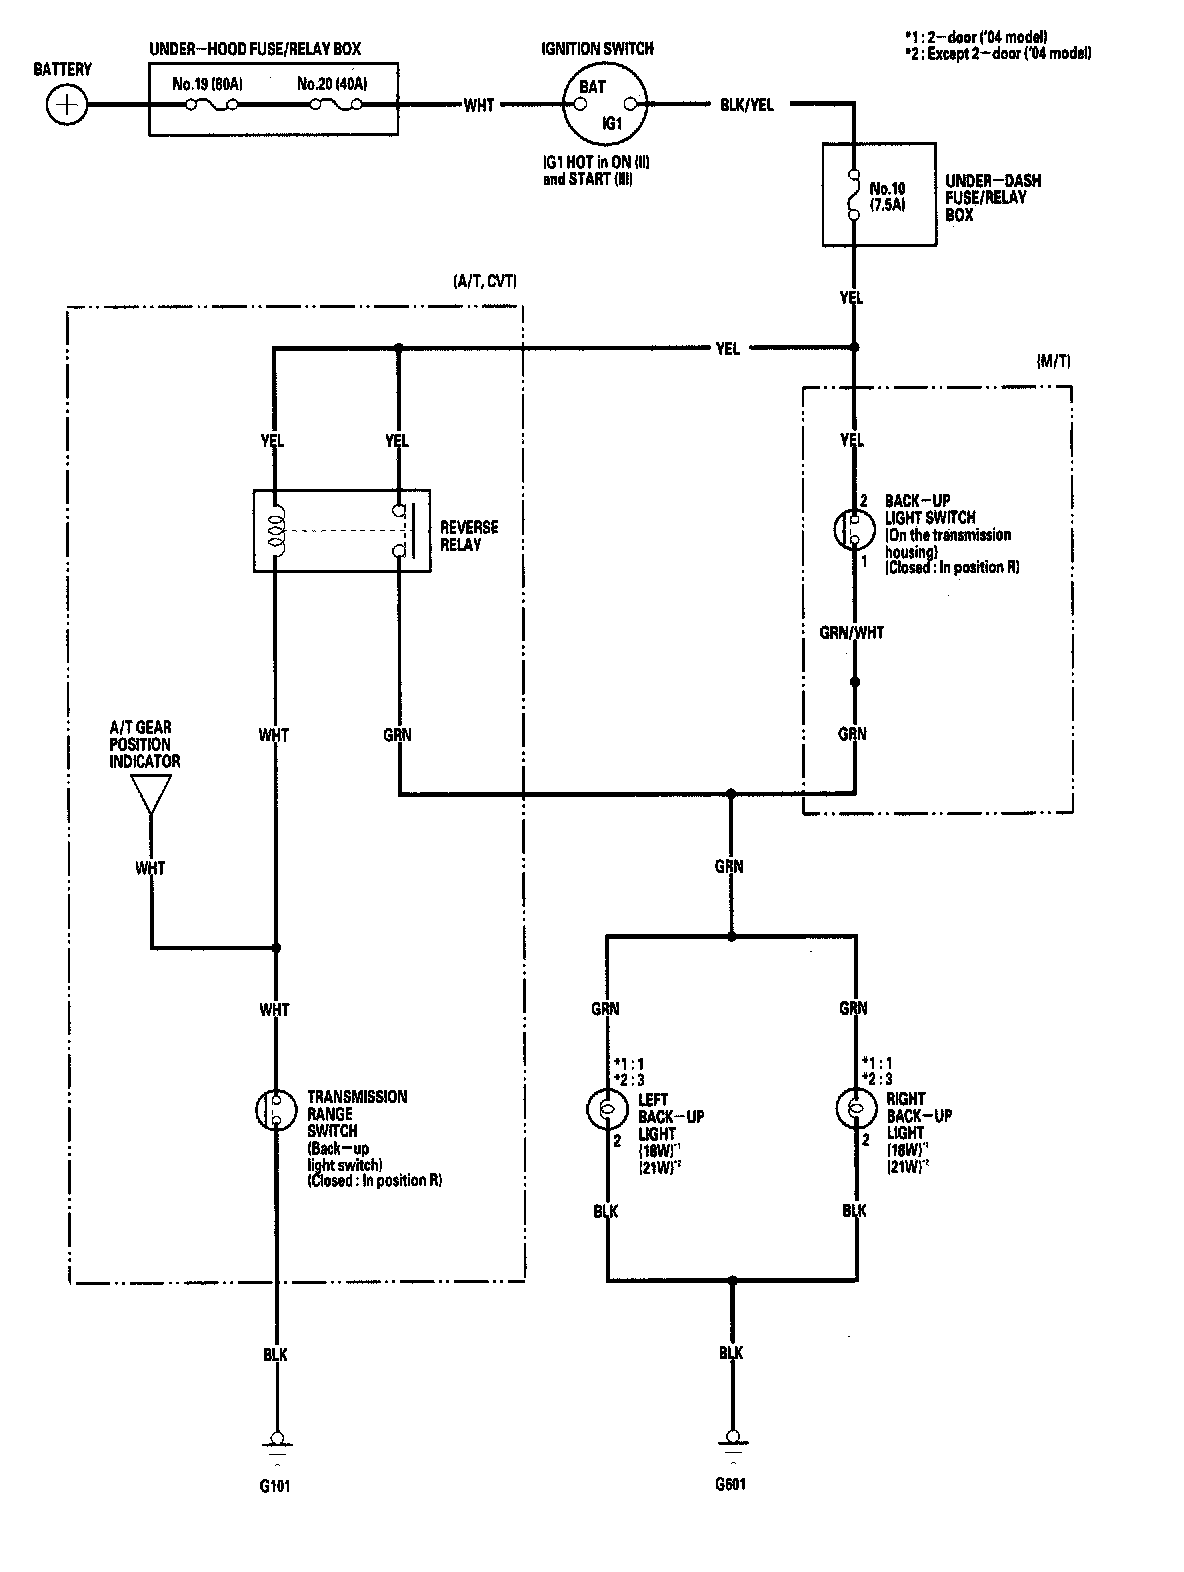 *1 : 2-door ('04 model)
*2 : Except 2-door ('04 model)
UNDER-HOOD FUSE/RELAY BOX
IGNITION SWITCH
BATTERY
No.19 (80A)
No.20 (40A)
BAT
WHT
BLK/YEL
IG1
IG1 HOT in ON (II)
and START (III)
No.10
(7.5A)
UNDER-DASH
FUSE/RELAY
BOX
(A/T, CVT)
YEL
YEL
(M/T)
YEL
YEL
YEL
2
BACK-UP
LIGHT SWITCH
(On the transmission
housing)
(Closed : In position R)
1
REVERSE
RELAY
GRN/WHT
A/T GEAR
POSITION
INDICATOR
WHT
GRN
GRN
WHT
GRN
WHT
GRN
GRN
*1 : 1
*2 : 3
*1 : 1
*2 : 3
TRANSMISSION
RANGE
SWITCH
(Back-up
light switch)
(Closed : In position R)
LEFT
BACK-UP
LIGHT
(18W)*1
(21W)*2
2
RIGHT
BACK-UP
LIGHT
(18W)*1
(21W)*2
2
BLK
BLK
BLK
BLK
G101
G601